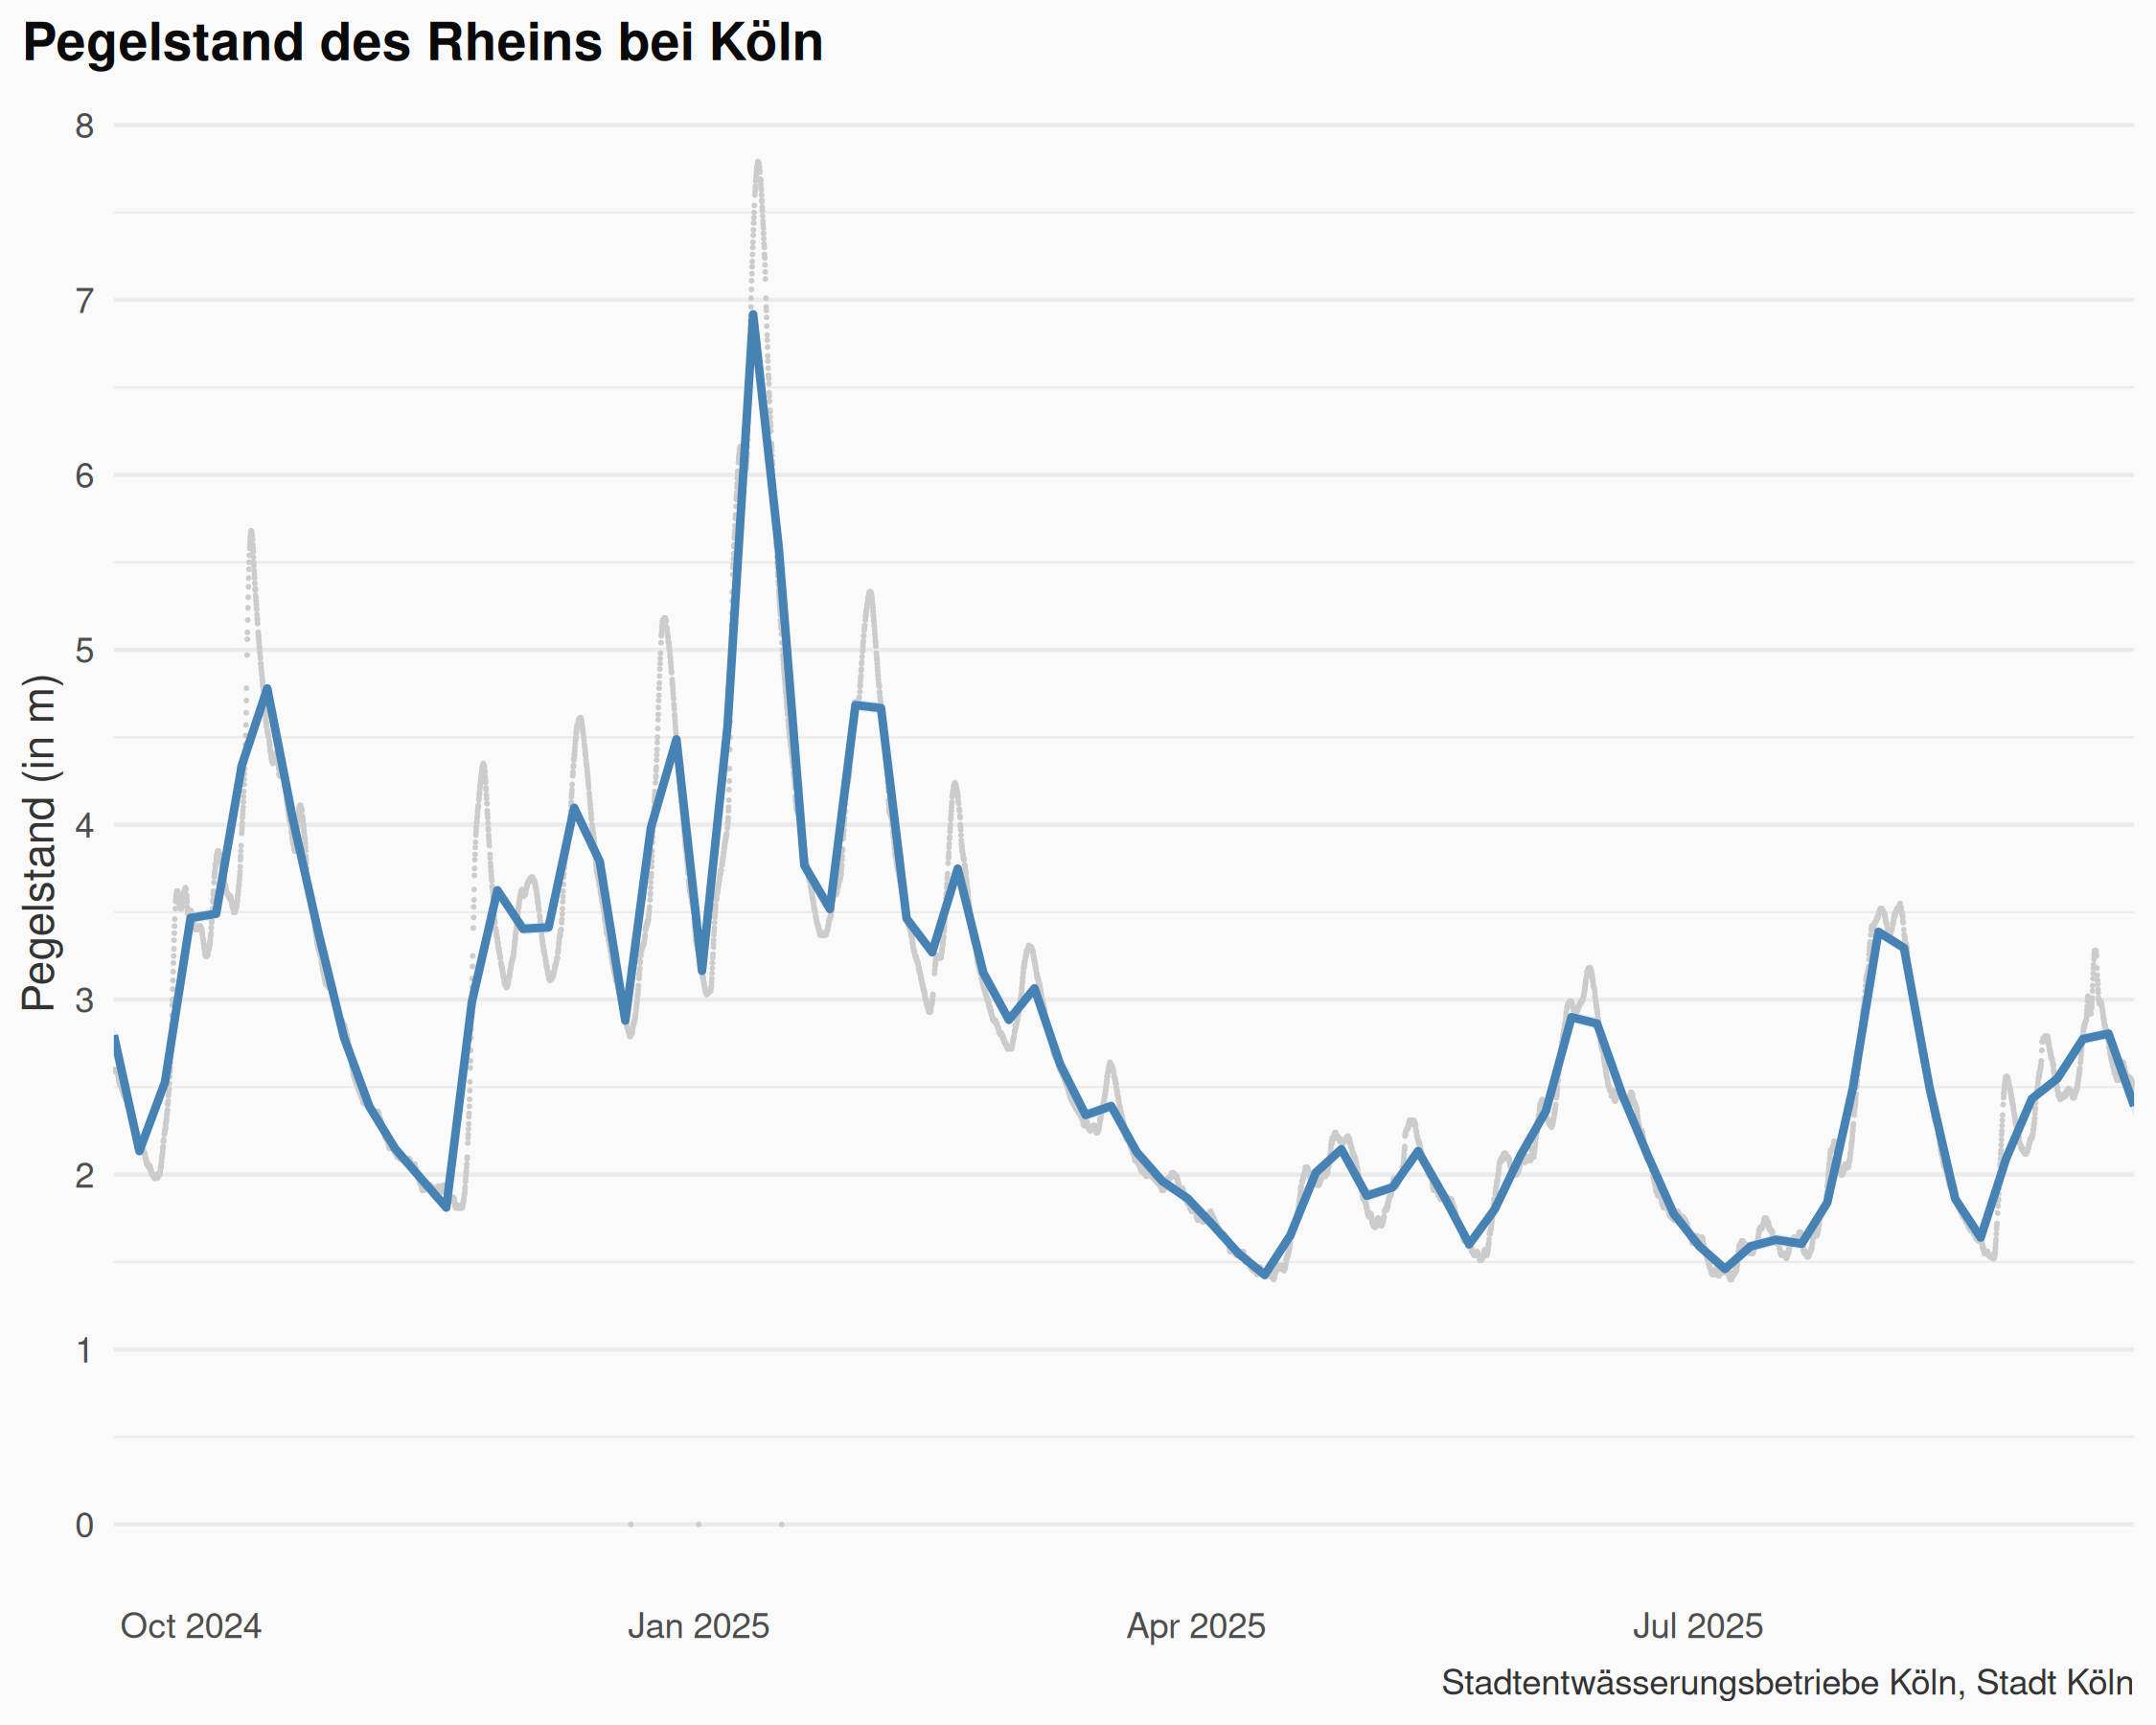 Pegelstand des Rheins bei Köln
Pegelstand (in m)
8
7
6
5
4
3
2
1
0
Oct 2024 Jan 2025 Apr 2025 Jul 2025
Stadtentwässerungsbetriebe Köln, Stadt Köln